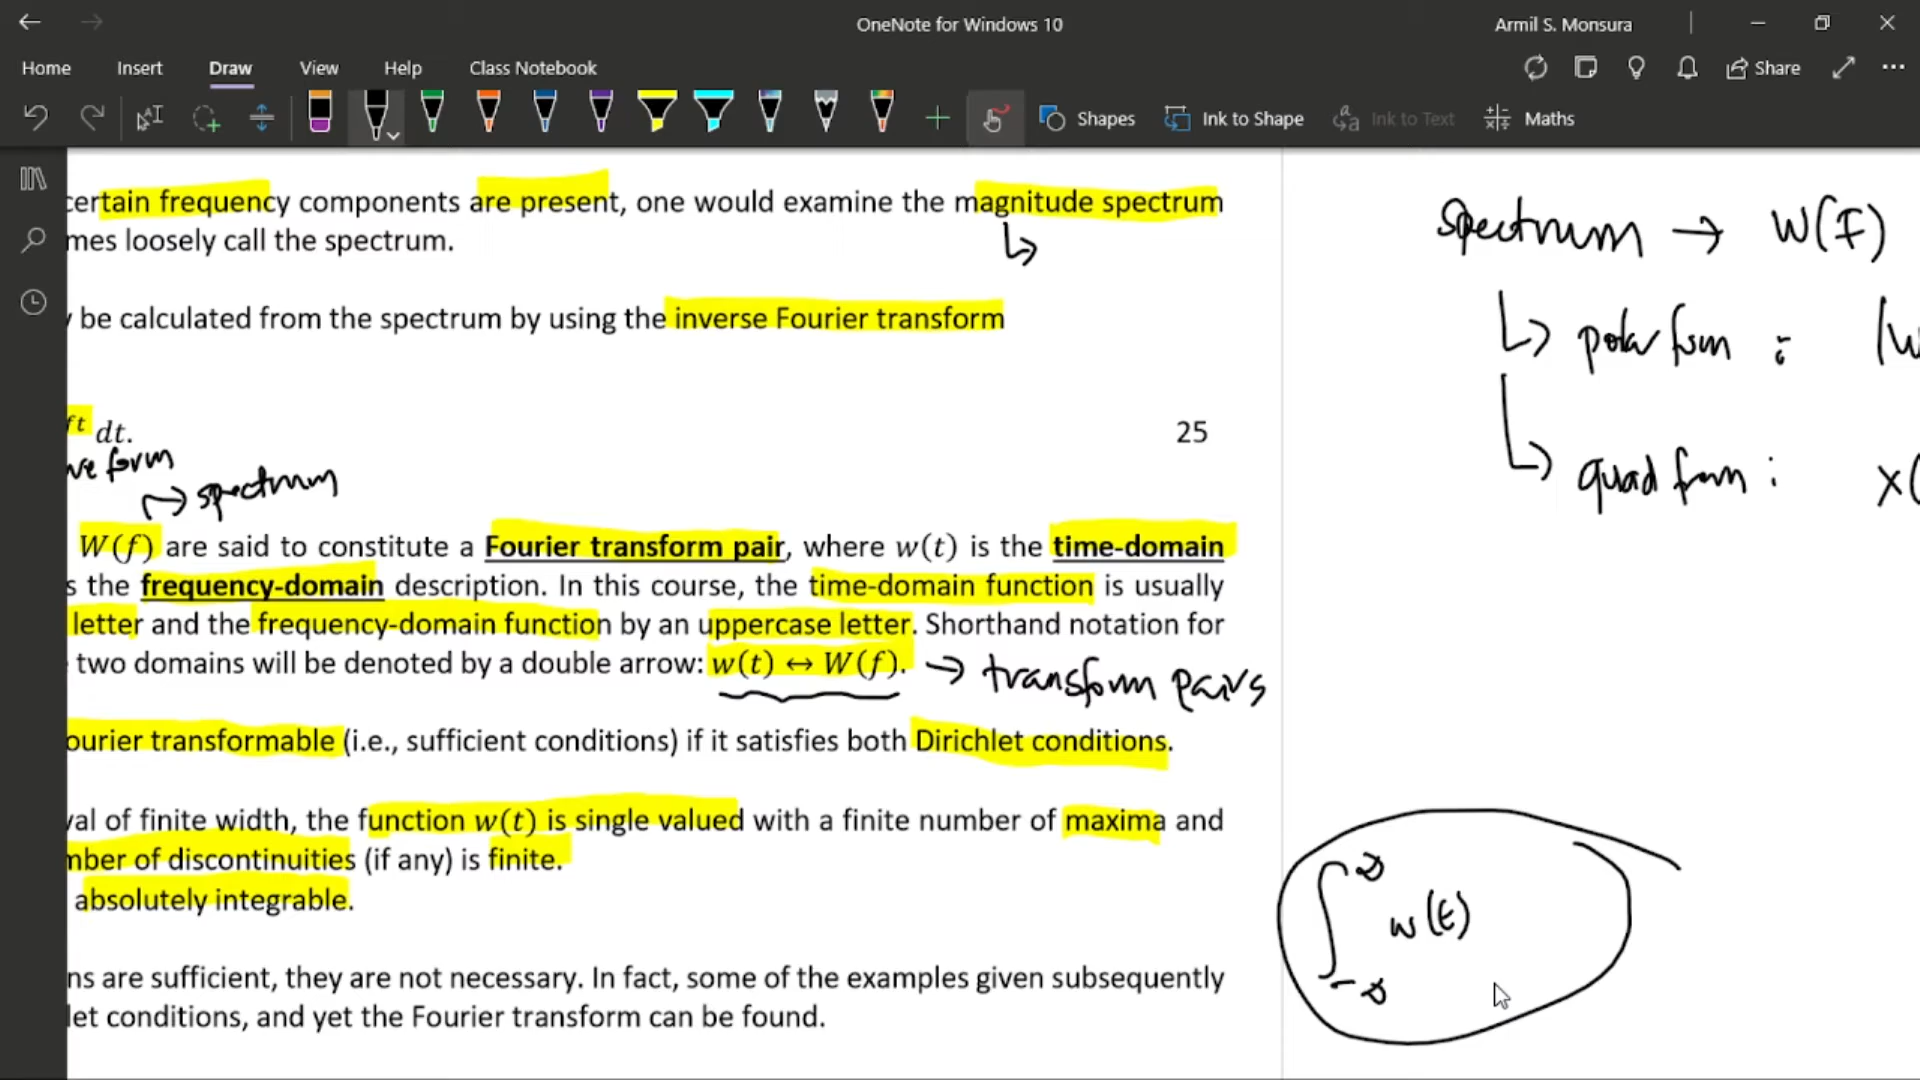 OneNote for Windows 10
Armil S. Monsura
Home Insert Draw View Help Class Notebook
Share
Shapes Ink to Shape Ink to Text Maths
certain frequency components are present, one would examine the magnitude spectrum
mes loosely call the spectrum.
y be calculated from the spectrum by using the inverse Fourier transform
ft dt. 25
ve form
→ spectrum
W(f) are said to constitute a Fourier transform pair, where w(t) is the time-domain
s the frequency-domain description. In this course, the time-domain function is usually
letter and the frequency-domain function by an uppercase letter. Shorthand notation for
two domains will be denoted by a double arrow: w(t) ↔ W(f).
→ transform pairs
ourier transformable (i.e., sufficient conditions) if it satisfies both Dirichlet conditions.
val of finite width, the function w(t) is single valued with a finite number of maxima and
mber of discontinuities (if any) is finite.
absolutely integrable.
ns are sufficient, they are not necessary. In fact, some of the examples given subsequently
let conditions, and yet the Fourier transform can be found.
Spectrum → W(f)
↳ polar form : |W
↳ quad form : X(
∫ ∞ -∞ w(t)